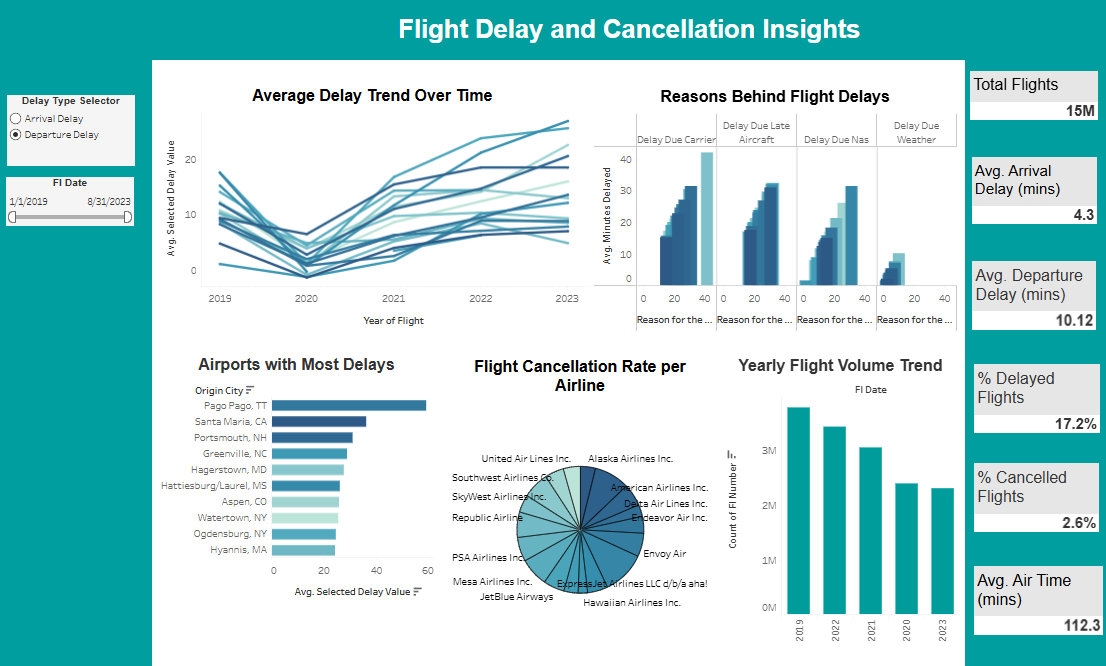 Flight Delay and Cancellation Insights
Delay Type Selector
Arrival Delay
Departure Delay
Fl Date
1/1/2019 8/31/2023
Average Delay Trend Over Time
Avg. Selected Delay Value
20
10
0
2019 2020 2021 2022 2023
Year of Flight
Reasons Behind Flight Delays
Delay Due Carrier
Delay Due Late
Aircraft
Delay Due Nas
Delay Due
Weather
Avg. Minutes Delayed
40
30
20
10
0
0 20 40 0 20 40 0 20 40 0 20 40
Reason for the ... Reason for the ... Reason for the ... Reason for the ...
Airports with Most Delays
Origin City
Pago Pago, TT
Santa Maria, CA
Portsmouth, NH
Greenville, NC
Hagerstown, MD
Hattiesburg/Laurel, MS
Aspen, CO
Watertown, NY
Ogdensburg, NY
Hyannis, MA
0 20 40 60
Avg. Selected Delay Value
Flight Cancellation Rate per
Airline
United Air Lines Inc.
Alaska Airlines Inc.
Southwest Airlines Co.
American Airlines Inc.
SkyWest Airlines Inc.
Delta Air Lines Inc.
Republic Airline
Endeavor Air Inc.
PSA Airlines Inc.
Envoy Air
Mesa Airlines Inc.
ExpressJet Airlines LLC d/b/a aha!
JetBlue Airways
Hawaiian Airlines Inc.
Yearly Flight Volume Trend
Fl Date
Count of Fl Number
3M
2M
1M
0M
2019 2022 2021 2020 2023
Total Flights
15M
Avg. Arrival
Delay (mins)
4.3
Avg. Departure
Delay (mins)
10.12
% Delayed
Flights
17.2%
% Cancelled
Flights
2.6%
Avg. Air Time
(mins)
112.3